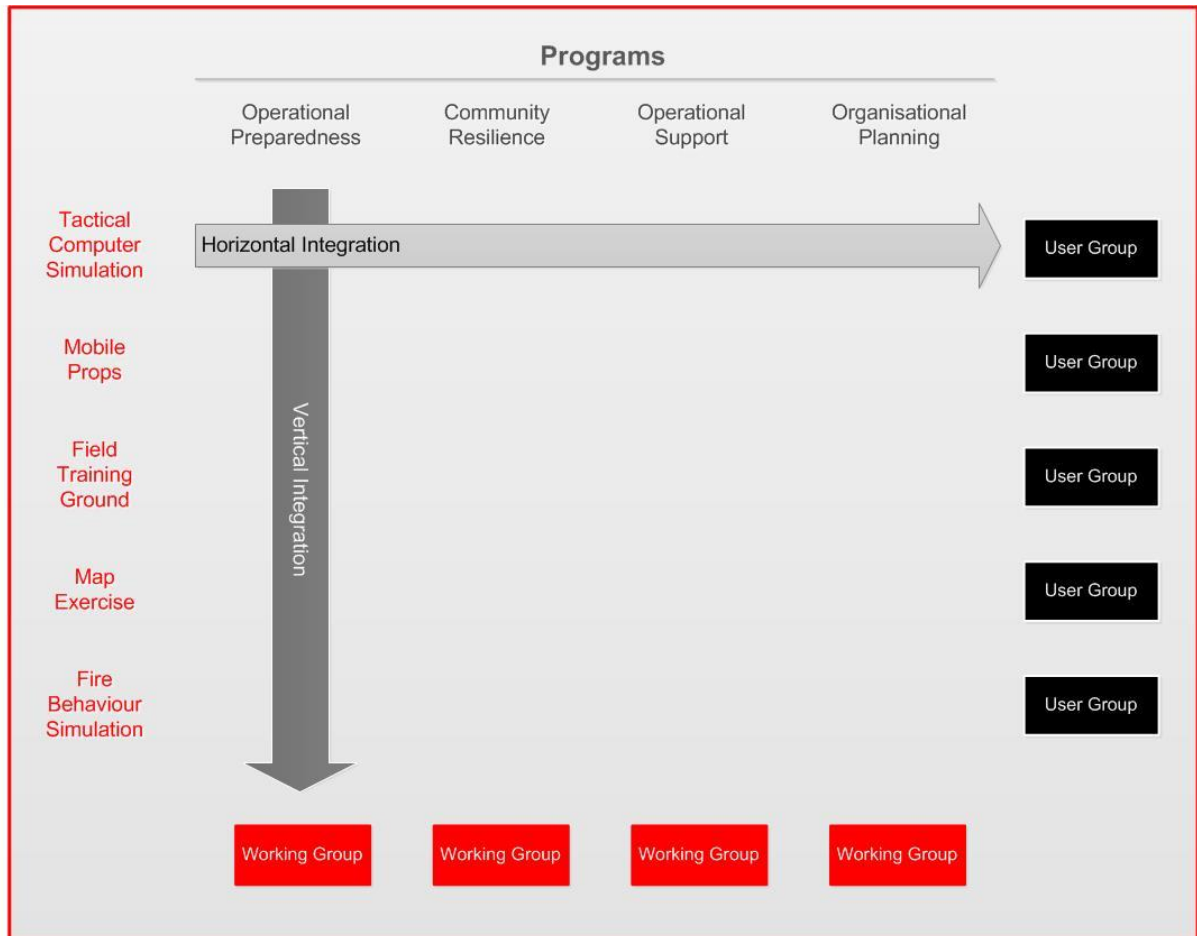 Programs
Operational
Preparedness
Community
Resilience
Operational
Support
Organisational
Planning
Tactical
Computer
Simulation
Horizontal Integration
User Group
Mobile
Props
User Group
Vertical Integration
Field
Training
Ground
User Group
Map
Exercise
User Group
Fire
Behaviour
Simulation
User Group
Working Group
Working Group
Working Group
Working Group